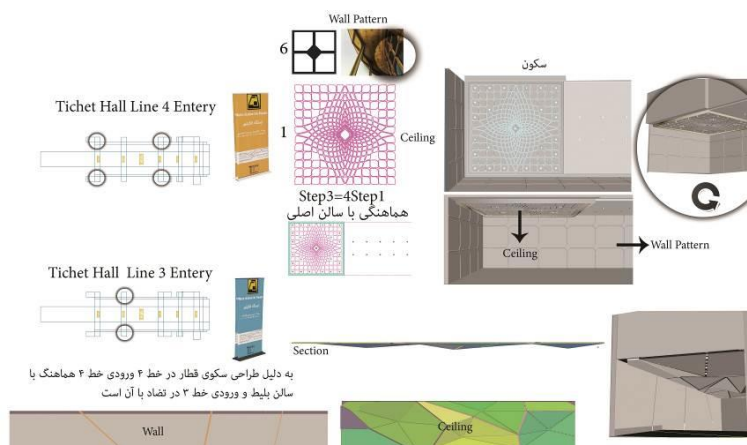 Wall Pattern
6
سکون
Tichet Hall Line 4 Entery
1
Ceiling
Step3=4Step1
هماهنگی با سالن اصلی
Ceiling
Wall Pattern
Tichet Hall Line 3 Entery
Section
به دلیل طراحی سکوی قطار در خط ۴ ورودی خط ۴ هماهنگ با
سالن بلیط و ورودی خط ۳ در تضاد با آن است
Wall
Ceiling